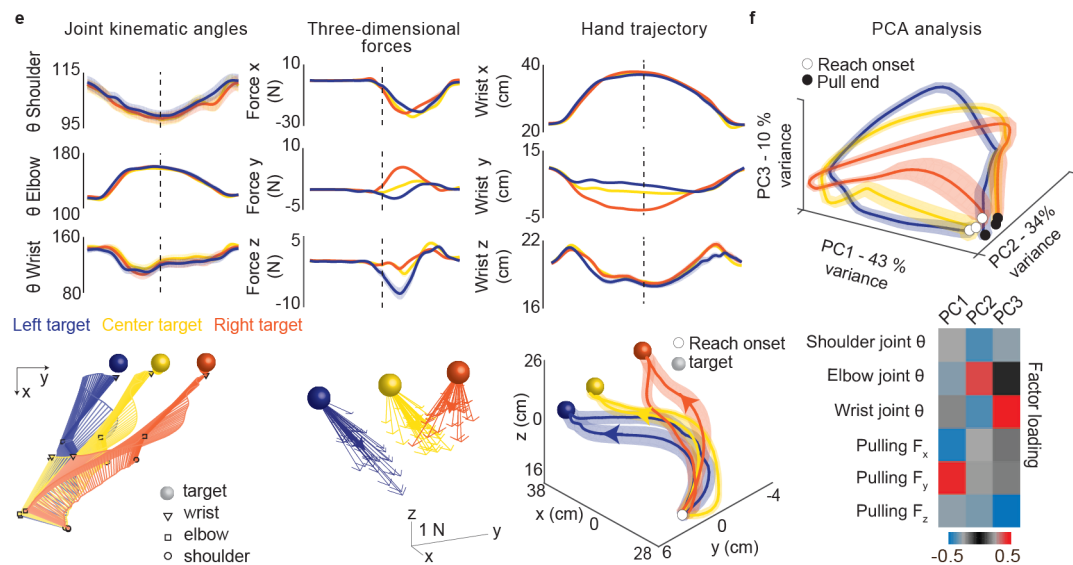 e
Joint kinematic angles
θ Shoulder
115
95
θ Elbow
180
100
θ Wrist
160
80
Three-dimensional
forces
Force x
(N)
10
-30
Force y
(N)
10
-5
Force z
(N)
5
-10
Hand trajectory
Wrist x
(cm)
40
20
Wrist y
(cm)
15
-5
Wrist z
(cm)
22
16
Left target Center target Right target
y
x
target
wrist
elbow
shoulder
z
1 N
y
x
Reach onset
target
26
z (cm)
0
16
38
x (cm)
0
28
6
y (cm)
0
-4
f
PCA analysis
Reach onset
Pull end
PC3 - 10 %
variance
PC1 - 43 %
variance
PC2 - 34%
variance
PC1 PC2 PC3
Shoulder joint θ
Elbow joint θ
Wrist joint θ
Pulling Fx
Pulling Fy
Pulling Fz
Factor loading
-0.5 0.5